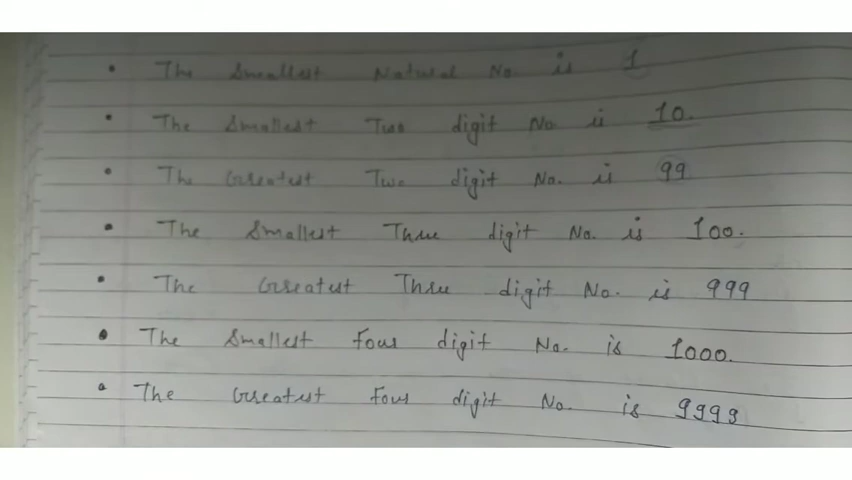 • The Smallest Natural No. is 1
• The Smallest Two digit No. is 10.
• The Greatest Two digit No. is 99
• The Smallest Three digit No. is 100.
• The Greatest Three digit No. is 999
• The Smallest Four digit No. is 1000.
• The Greatest Four digit No. is 9999